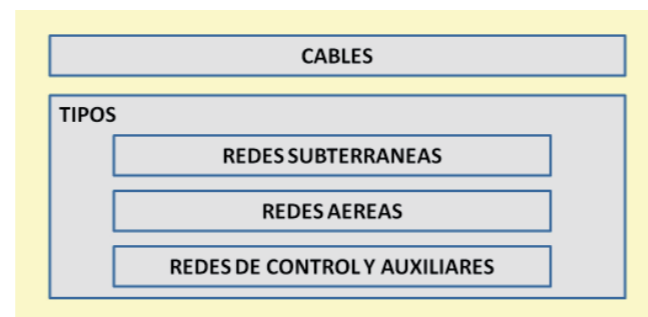 CABLES
TIPOS
REDES SUBTERRANEAS
REDES AEREAS
REDES DE CONTROL Y AUXILIARES